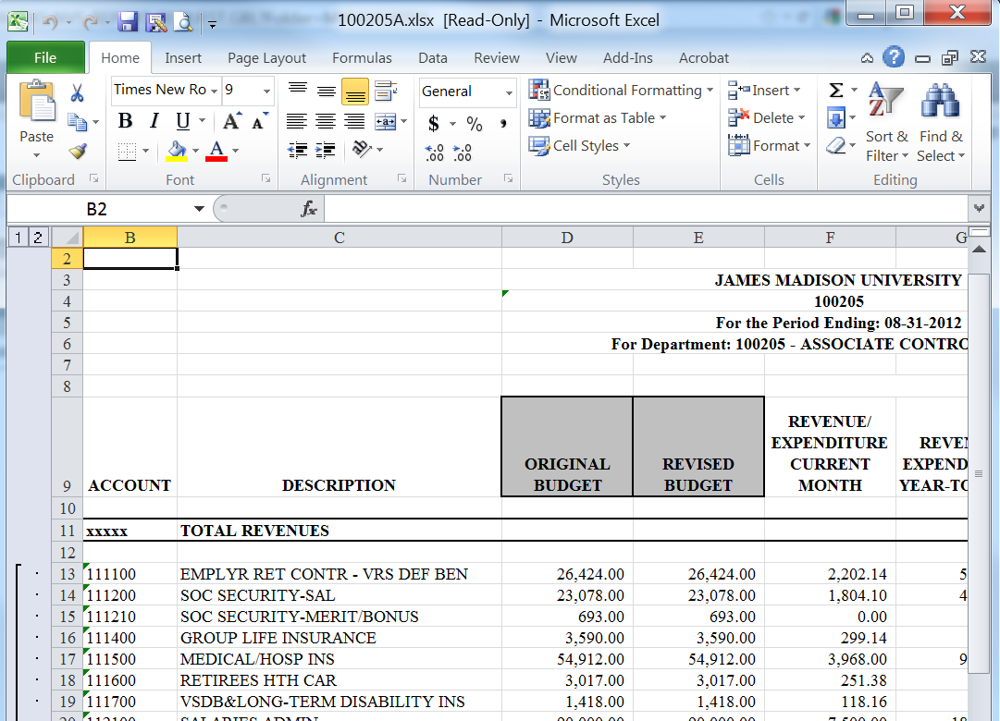 100205A.xlsx [Read-Only] - Microsoft Excel
File Home Insert Page Layout Formulas Data Review View Add-Ins Acrobat
Times New Ro 9 General Conditional Formatting Insert Σ
Paste B I U A A $ % , Format as Table Delete Sort & Filter Find & Select
A .0 .00 .00 .0 Cell Styles Format
Clipboard Font Alignment Number Styles Cells Editing
B2 fx
1 2 B C D E F G
2
3 JAMES MADISON UNIVERSITY
4 100205
5 For the Period Ending: 08-31-2012
6 For Department: 100205 - ASSOCIATE CONTRO
7
8
REVENUE/
EXPENDITURE REVEN
ORIGINAL REVISED CURRENT EXPEND
9 ACCOUNT DESCRIPTION BUDGET BUDGET MONTH YEAR-TO
10
11 xxxxx TOTAL REVENUES
12
13 111100 EMPLYR RET CONTR - VRS DEF BEN 26,424.00 26,424.00 2,202.14 5
14 111200 SOC SECURITY-SAL 23,078.00 23,078.00 1,804.10 4
15 111210 SOC SECURITY-MERIT/BONUS 693.00 693.00 0.00
16 111400 GROUP LIFE INSURANCE 3,590.00 3,590.00 299.14
17 111500 MEDICAL/HOSP INS 54,912.00 54,912.00 3,968.00 9
18 111600 RETIREES HTH CAR 3,017.00 3,017.00 251.38
19 111700 VSDB&LONG-TERM DISABILITY INS 1,418.00 1,418.00 118.16